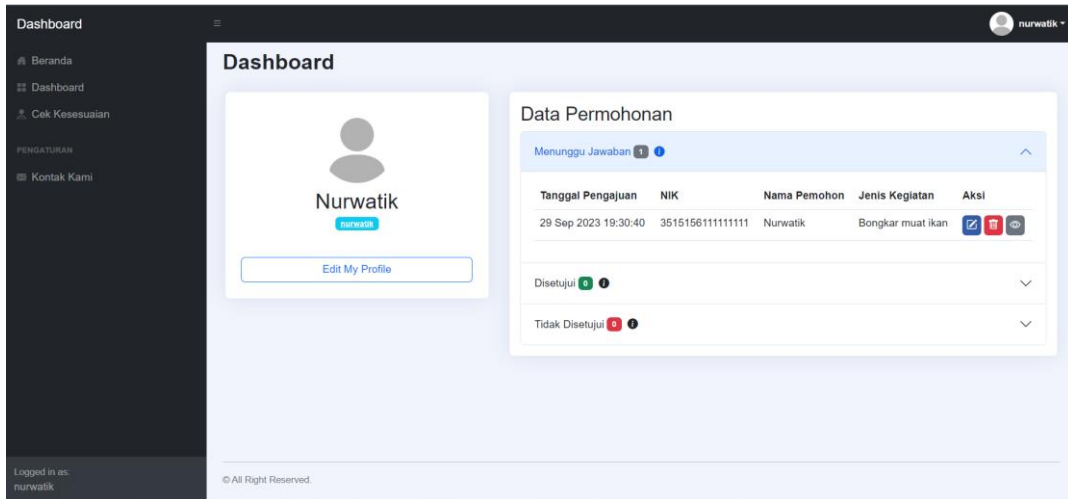 Dashboard
nurwatik
Beranda
Dashboard
Cek Kesesuaian
PENGATURAN
Kontak Kami
Logged in as:
nurwatik
Dashboard
Nurwatik
nurwatik
Edit My Profile
Data Permohonan
Menunggu Jawaban 1
Tanggal Pengajuan NIK Nama Pemohon Jenis Kegiatan Aksi
29 Sep 2023 19:30:40 3515156111111111 Nurwatik Bongkar muat ikan
Disetujui 0
Tidak Disetujui 0
© All Right Reserved.